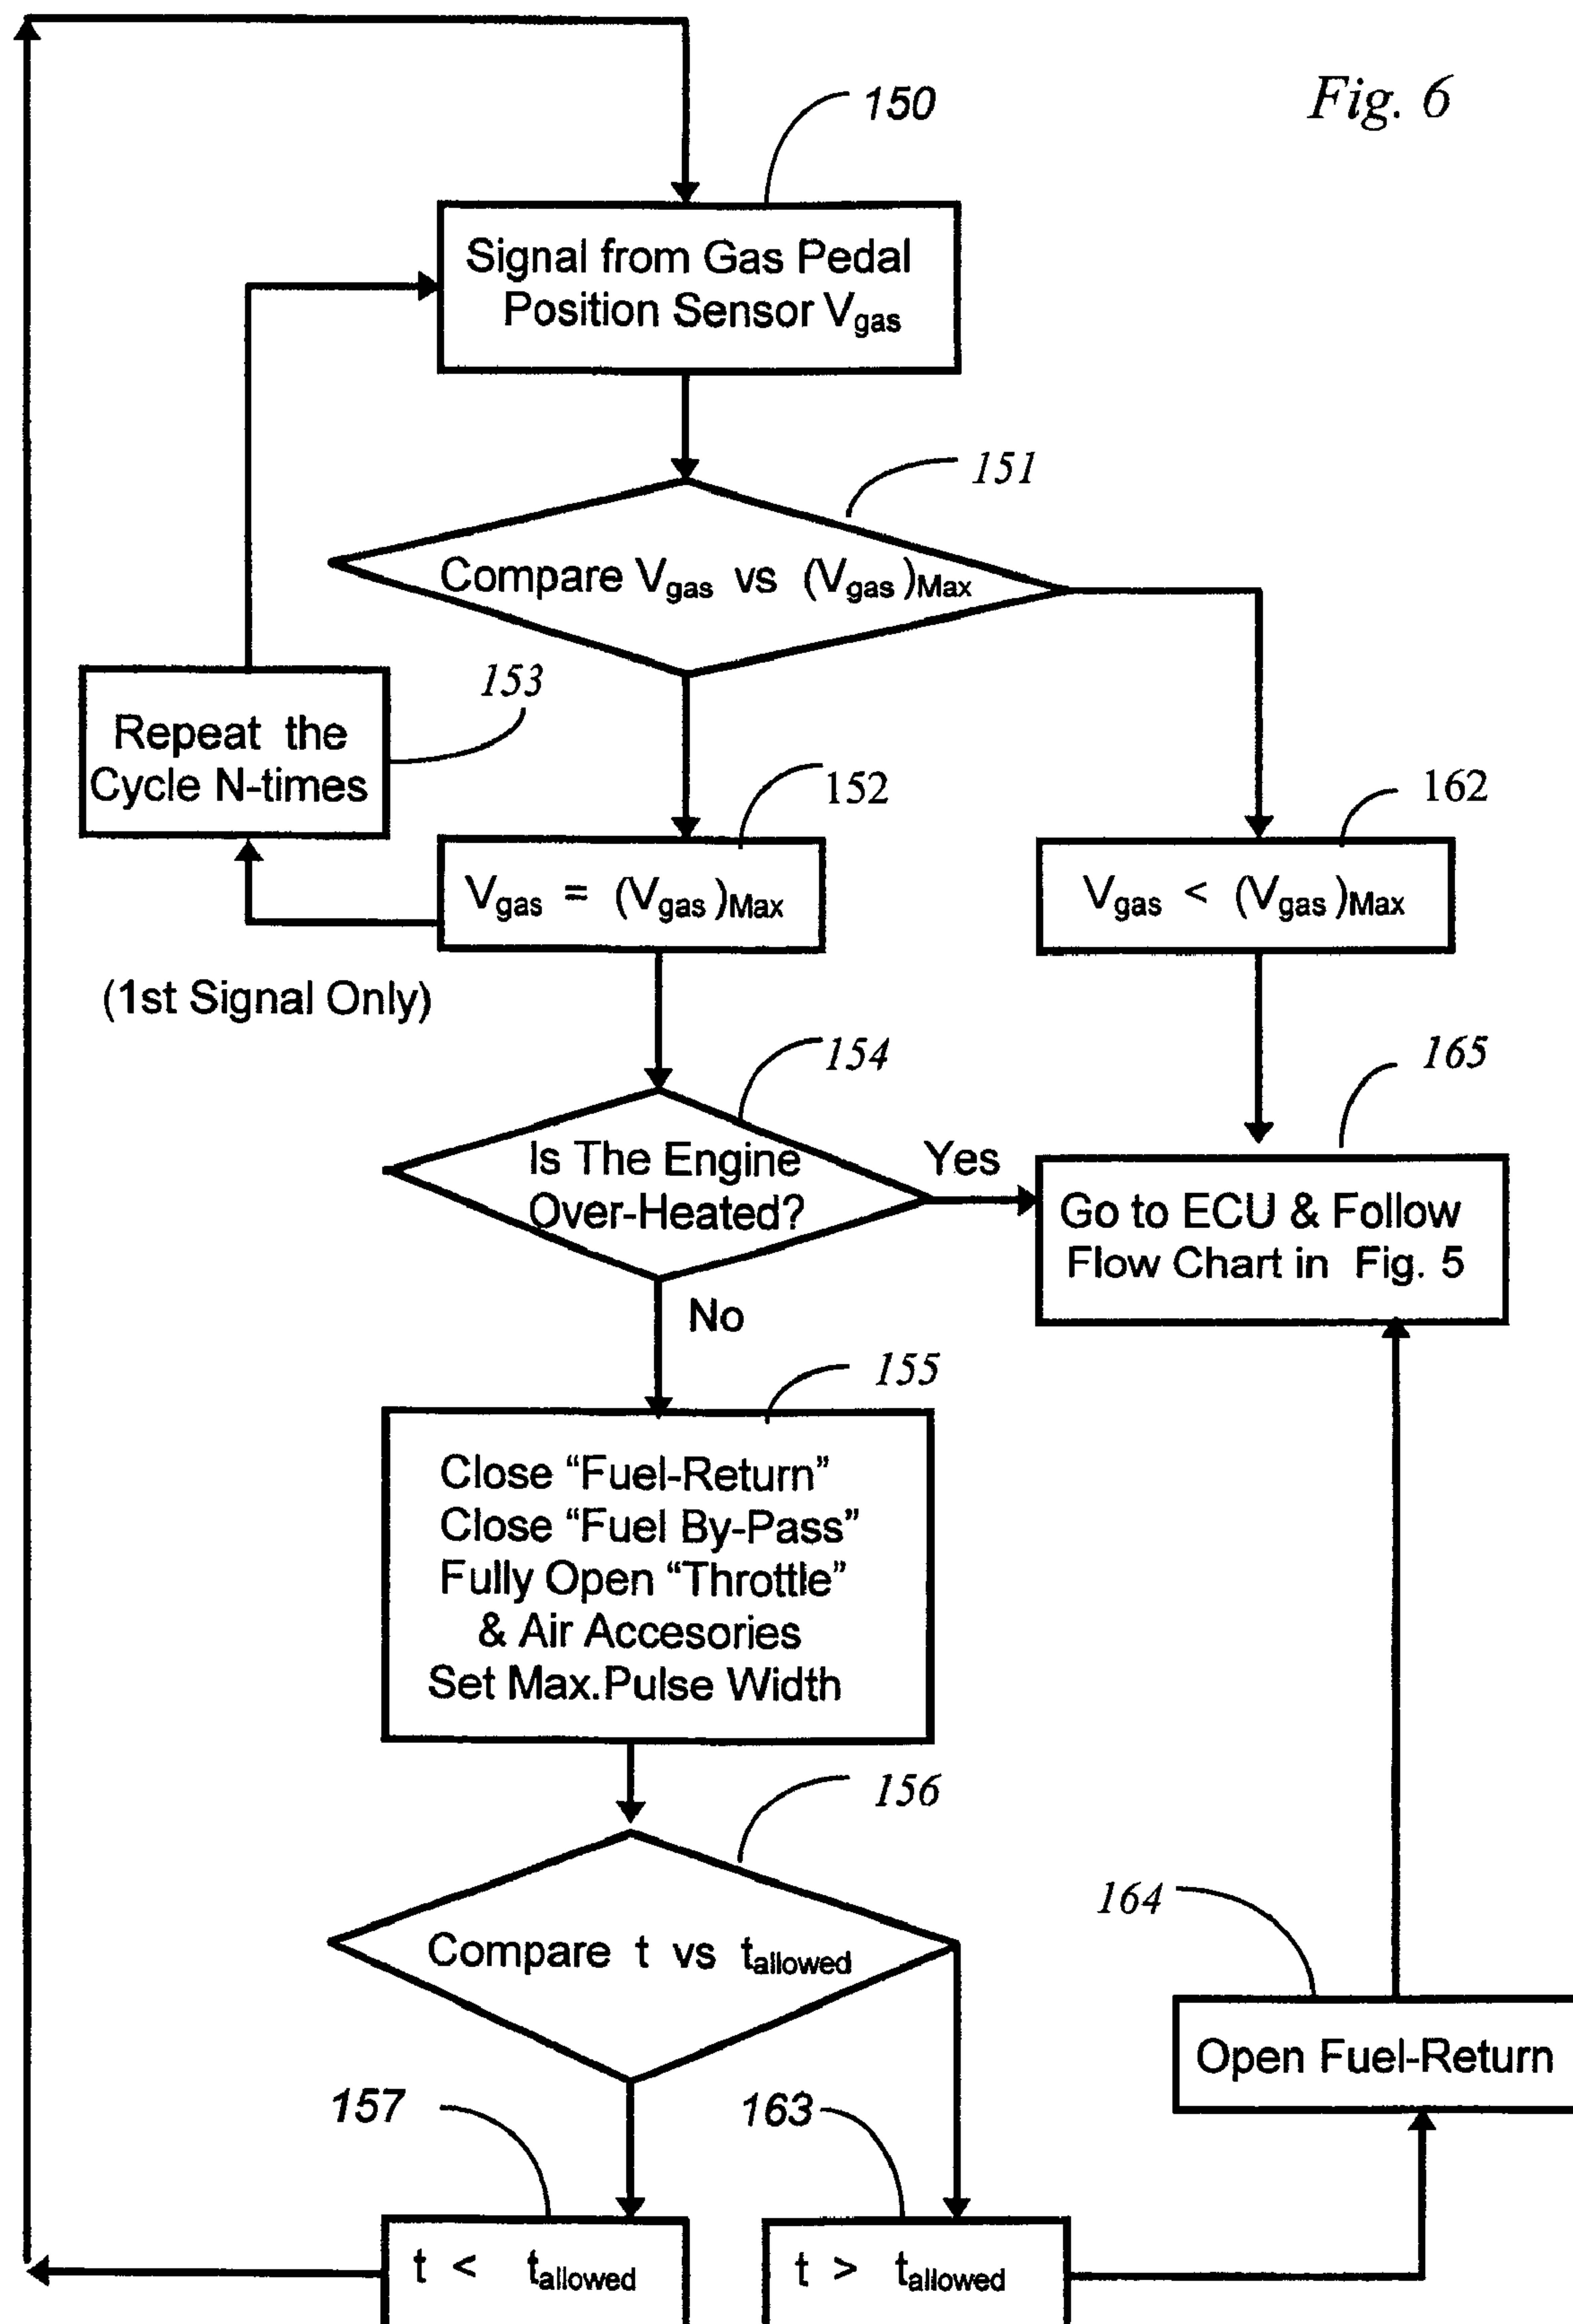 Fig. 6
150
Signal from Gas Pedal
Position Sensor Vgas
151
Compare Vgas vs (Vgas)Max
153
Repeat the
Cycle N-times
152
Vgas = (Vgas)Max
162
Vgas < (Vgas)Max
(1st Signal Only)
154
Is The Engine
Over-Heated?
Yes
165
Go to ECU & Follow
Flow Chart in Fig. 5
No
155
Close “Fuel-Return”
Close “Fuel By-Pass”
Fully Open “Throttle”
& Air Accesories
Set Max.Pulse Width
156
Compare t vs tallowed
164
Open Fuel-Return
157
163
t < tallowed
t > tallowed